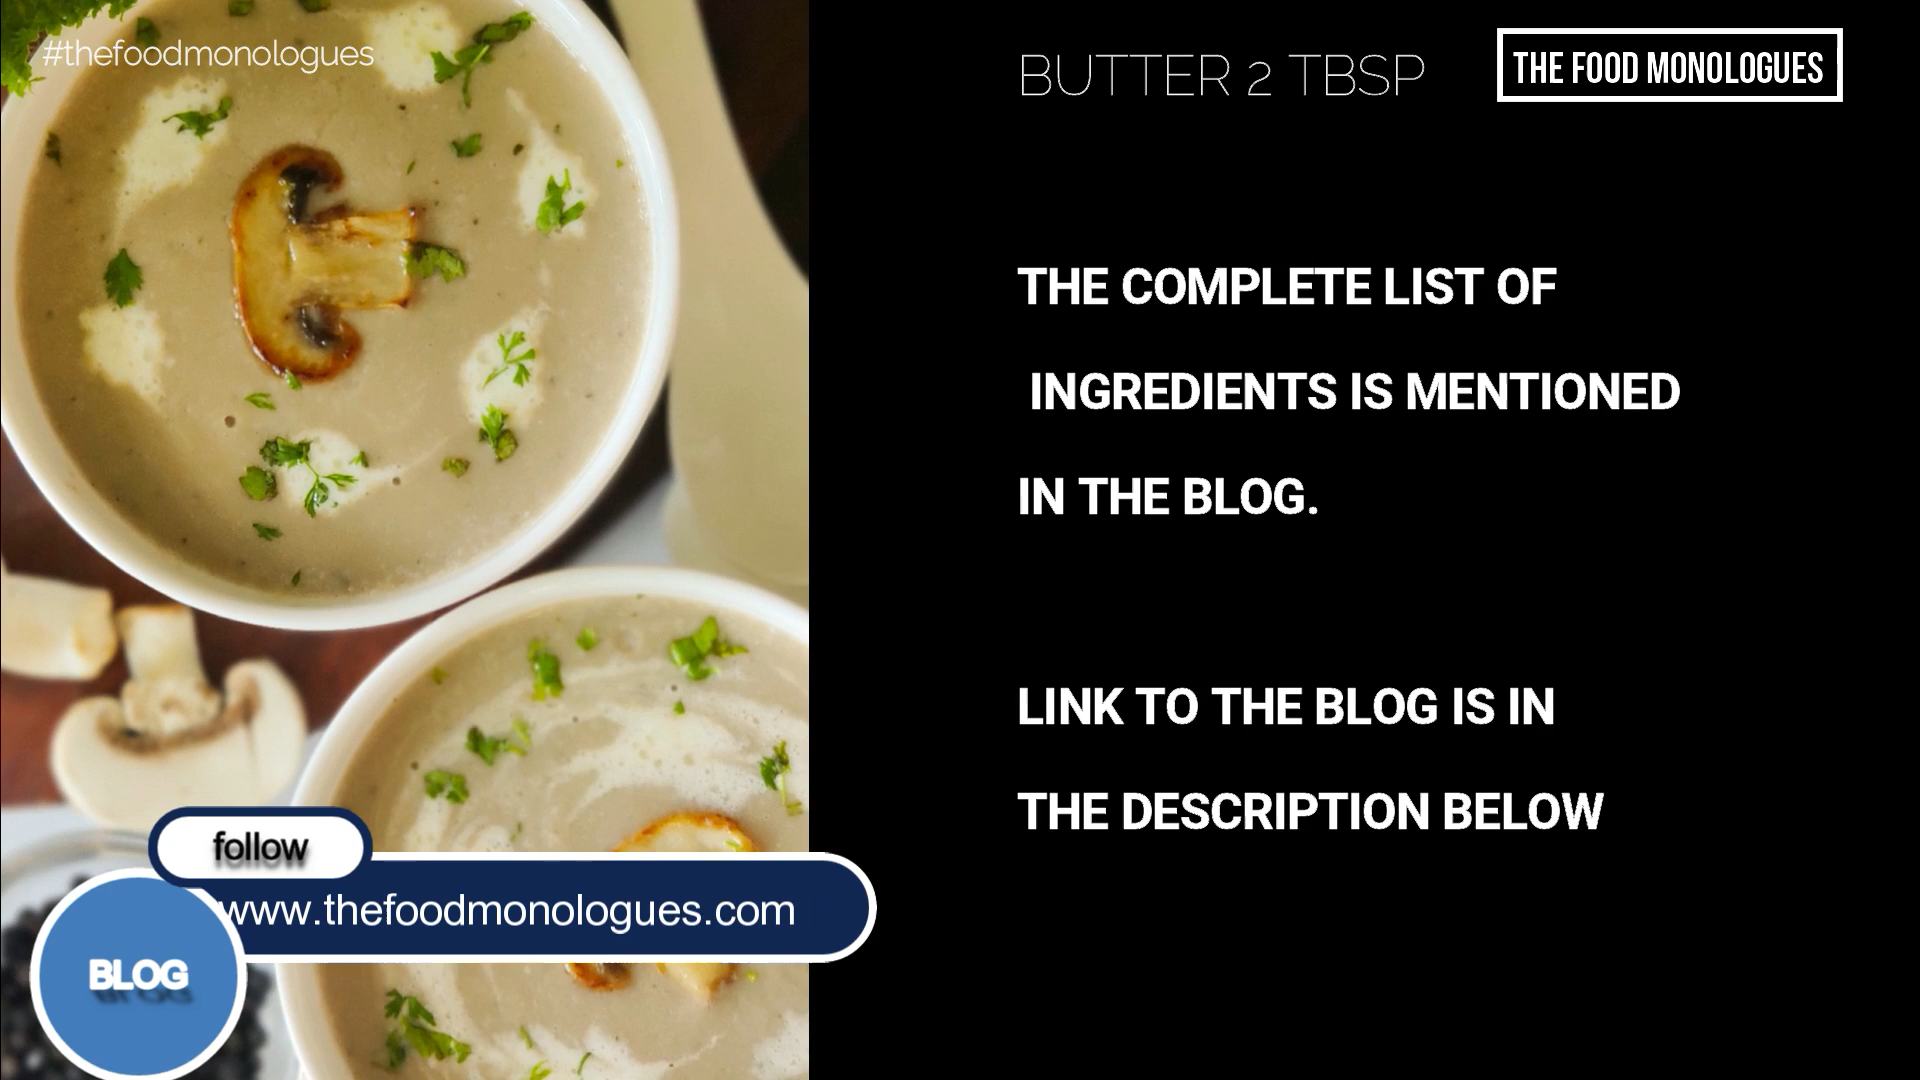 #thefoodmonologues
BUTTER 2 TBSP
THE FOOD MONOLOGUES
THE COMPLETE LIST OF
INGREDIENTS IS MENTIONED
IN THE BLOG.
LINK TO THE BLOG IS IN
THE DESCRIPTION BELOW
follow
www.thefoodmonologues.com
BLOG